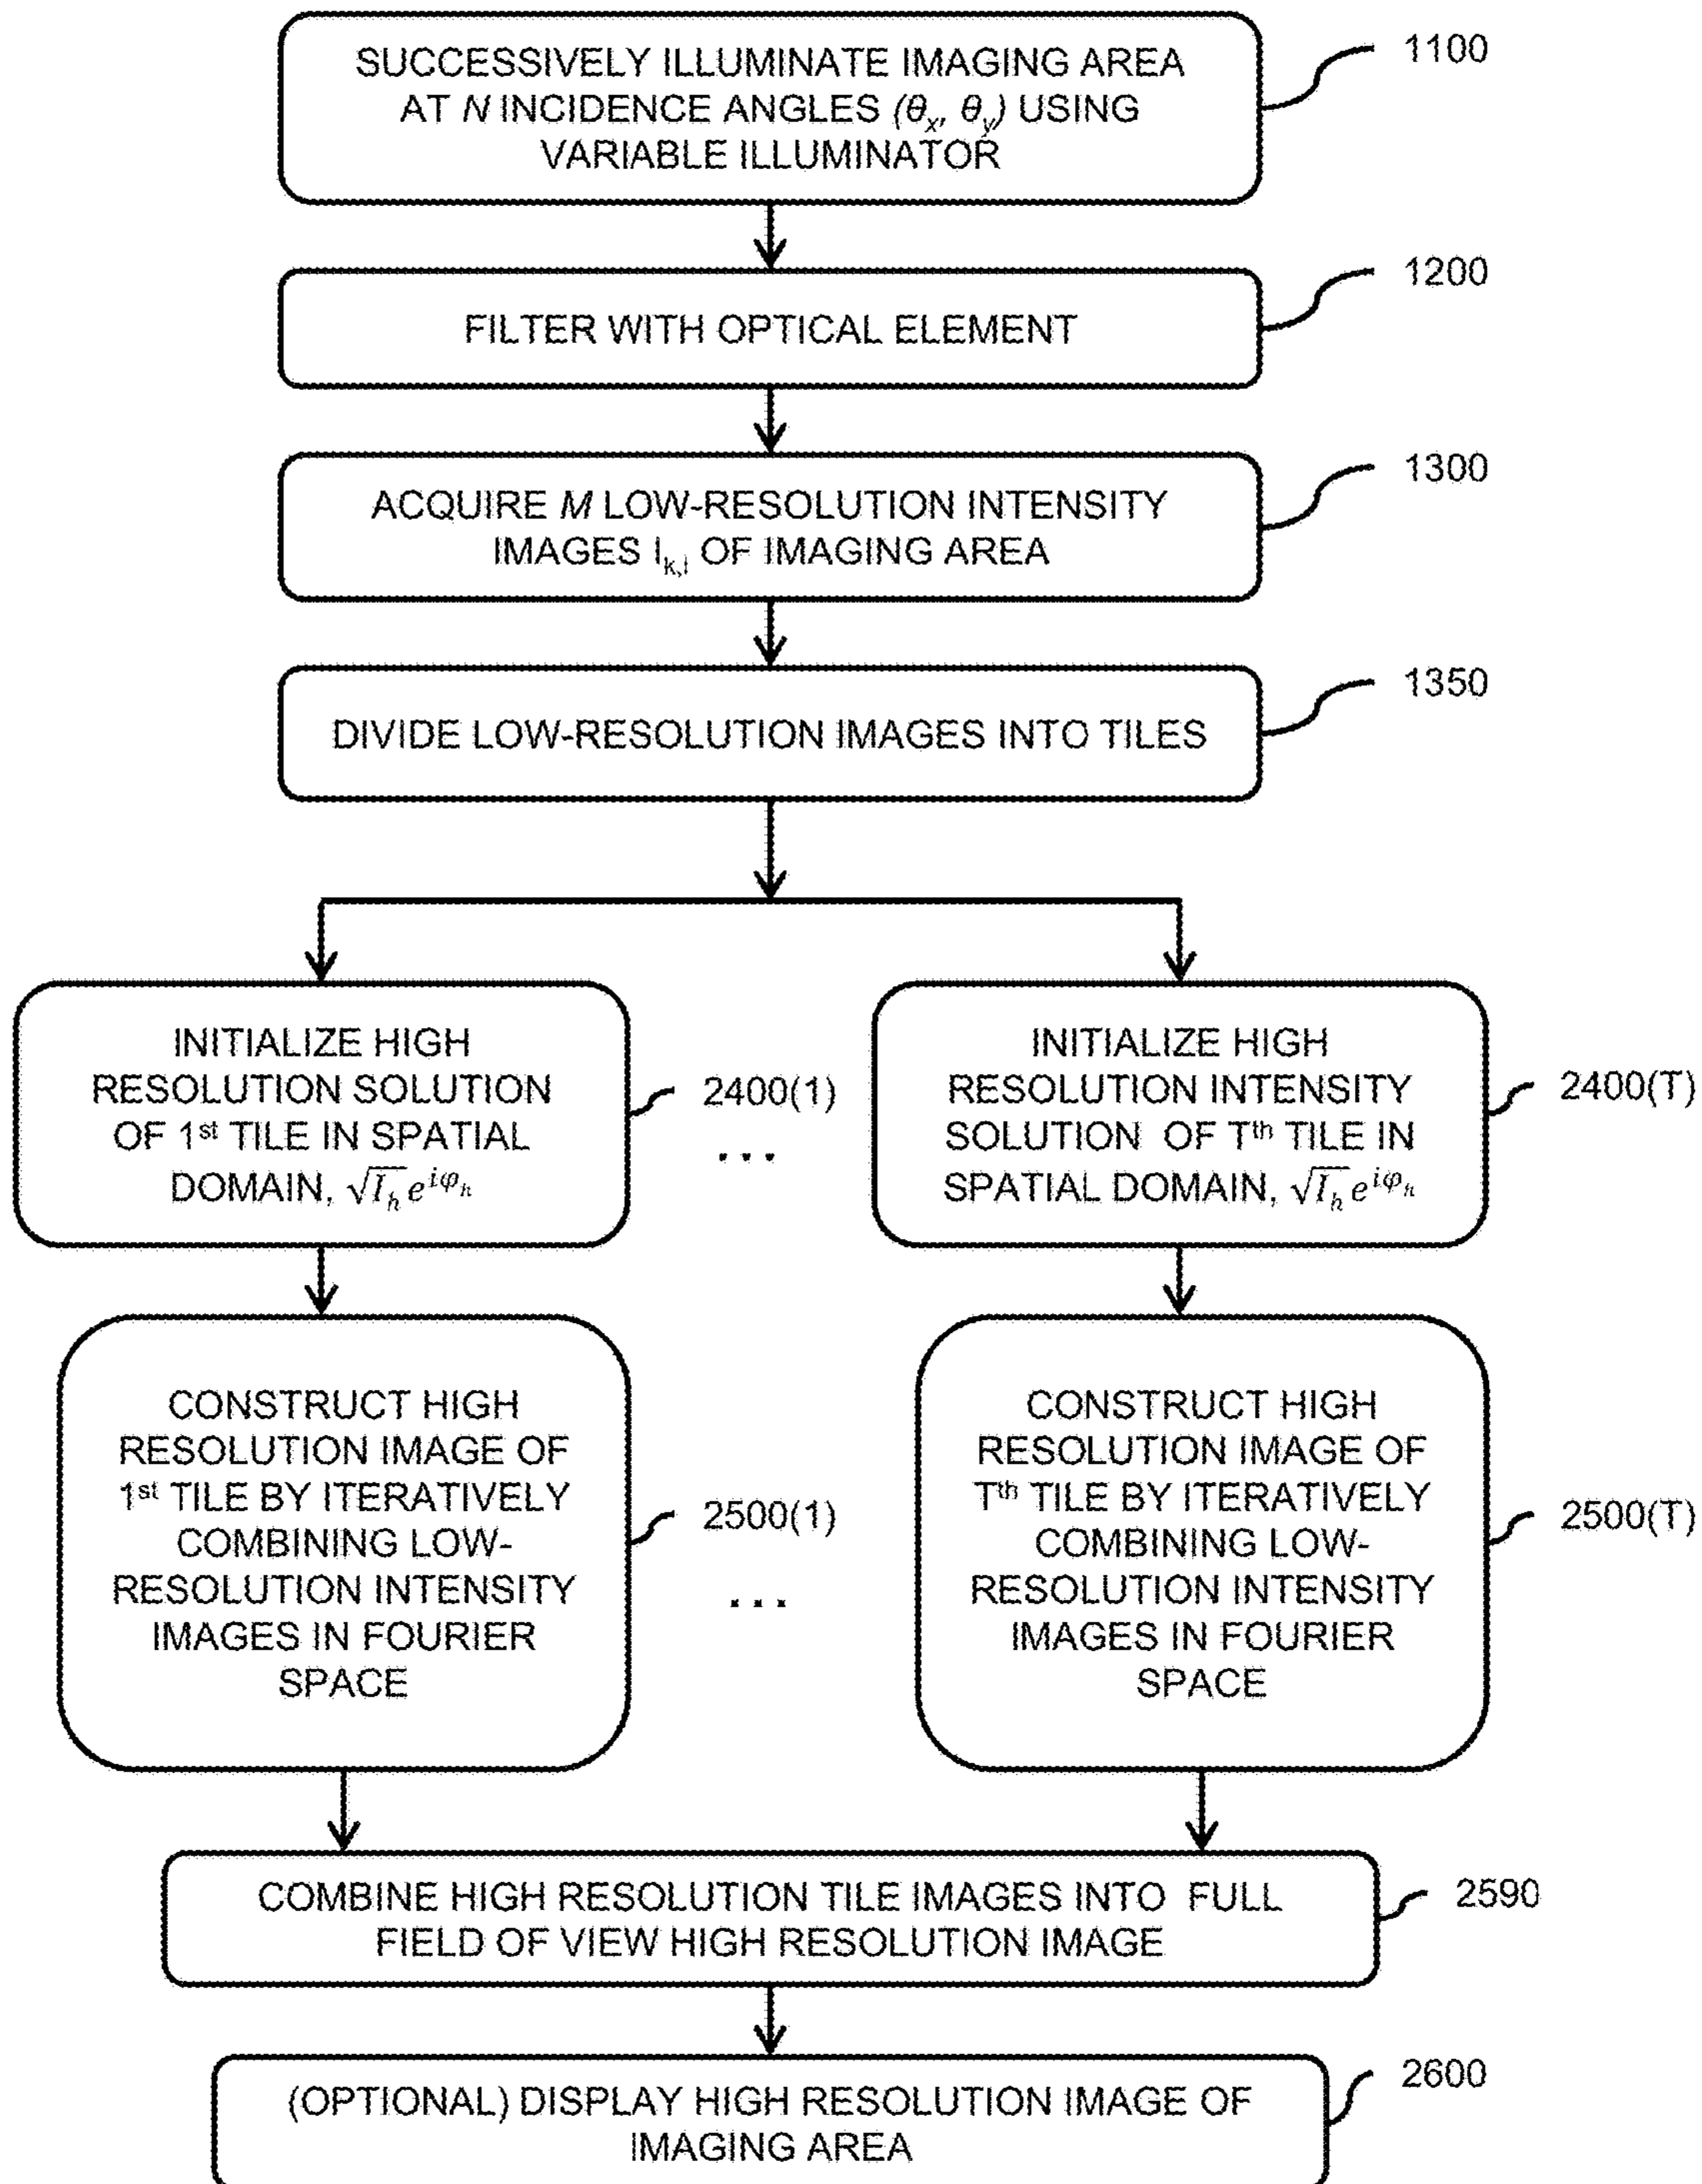 SUCCESSIVELY ILLUMINATE IMAGING AREA
AT N INCIDENCE ANGLES (θx, θy) USING
VARIABLE ILLUMINATOR
1100
FILTER WITH OPTICAL ELEMENT
1200
ACQUIRE M LOW-RESOLUTION INTENSITY
IMAGES Ik,i OF IMAGING AREA
1300
DIVIDE LOW-RESOLUTION IMAGES INTO TILES
1350
INITIALIZE HIGH
RESOLUTION SOLUTION
OF 1st TILE IN SPATIAL
DOMAIN, √Ih e^iφh
2400(1)
...
INITIALIZE HIGH
RESOLUTION INTENSITY
SOLUTION OF Tth TILE IN
SPATIAL DOMAIN, √Ih e^iφh
2400(T)
CONSTRUCT HIGH
RESOLUTION IMAGE OF
1st TILE BY ITERATIVELY
COMBINING LOW-
RESOLUTION INTENSITY
IMAGES IN FOURIER
SPACE
2500(1)
...
CONSTRUCT HIGH
RESOLUTION IMAGE OF
Tth TILE BY ITERATIVELY
COMBINING LOW-
RESOLUTION INTENSITY
IMAGES IN FOURIER
SPACE
2500(T)
COMBINE HIGH RESOLUTION TILE IMAGES INTO FULL
FIELD OF VIEW HIGH RESOLUTION IMAGE
2590
(OPTIONAL) DISPLAY HIGH RESOLUTION IMAGE OF
IMAGING AREA
2600